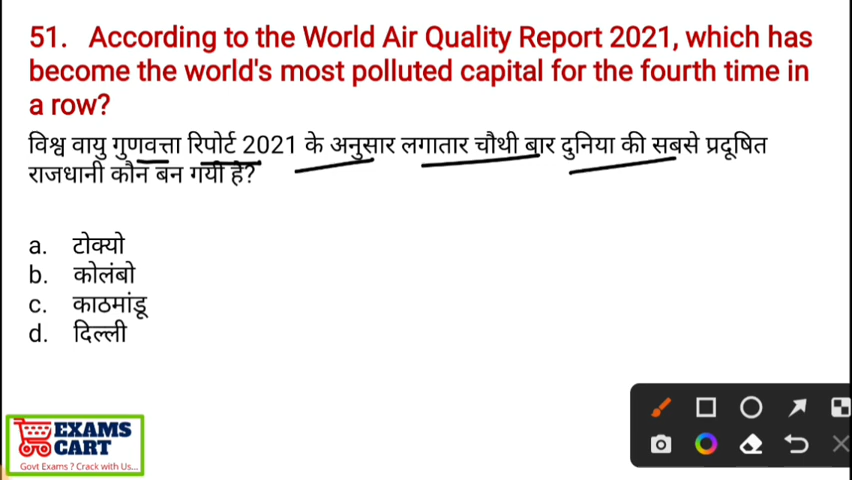 51. According to the World Air Quality Report 2021, which has
become the world's most polluted capital for the fourth time in
a row?
विश्व वायु गुणवत्ता रिपोर्ट 2021 के अनुसार लगातार चौथी बार दुनिया की सबसे प्रदूषित
राजधानी कौन बन गयी है?
a. टोक्यो
b. कोलंबो
c. काठमांडू
d. दिल्ली
EXAMS
CART
Govt Exams ? Crack with Us...